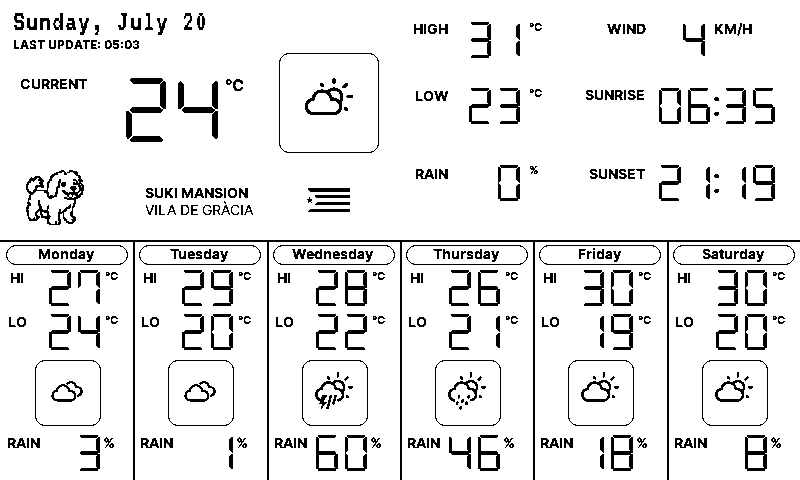 Sunday, July 20
LAST UPDATE: 05:03
CURRENT 24 °C
SUKI MANSION
VILA DE GRÀCIA
HIGH 31 °C
LOW 23 °C
RAIN 0 %
WIND 4 KM/H
SUNRISE 06:35
SUNSET 21:19
Monday
HI 27 °C
LO 24 °C
RAIN 3 %
Tuesday
HI 29 °C
LO 20 °C
RAIN 1 %
Wednesday
HI 28 °C
LO 22 °C
RAIN 60 %
Thursday
HI 26 °C
LO 21 °C
RAIN 46 %
Friday
HI 30 °C
LO 19 °C
RAIN 18 %
Saturday
HI 30 °C
LO 20 °C
RAIN 8 %